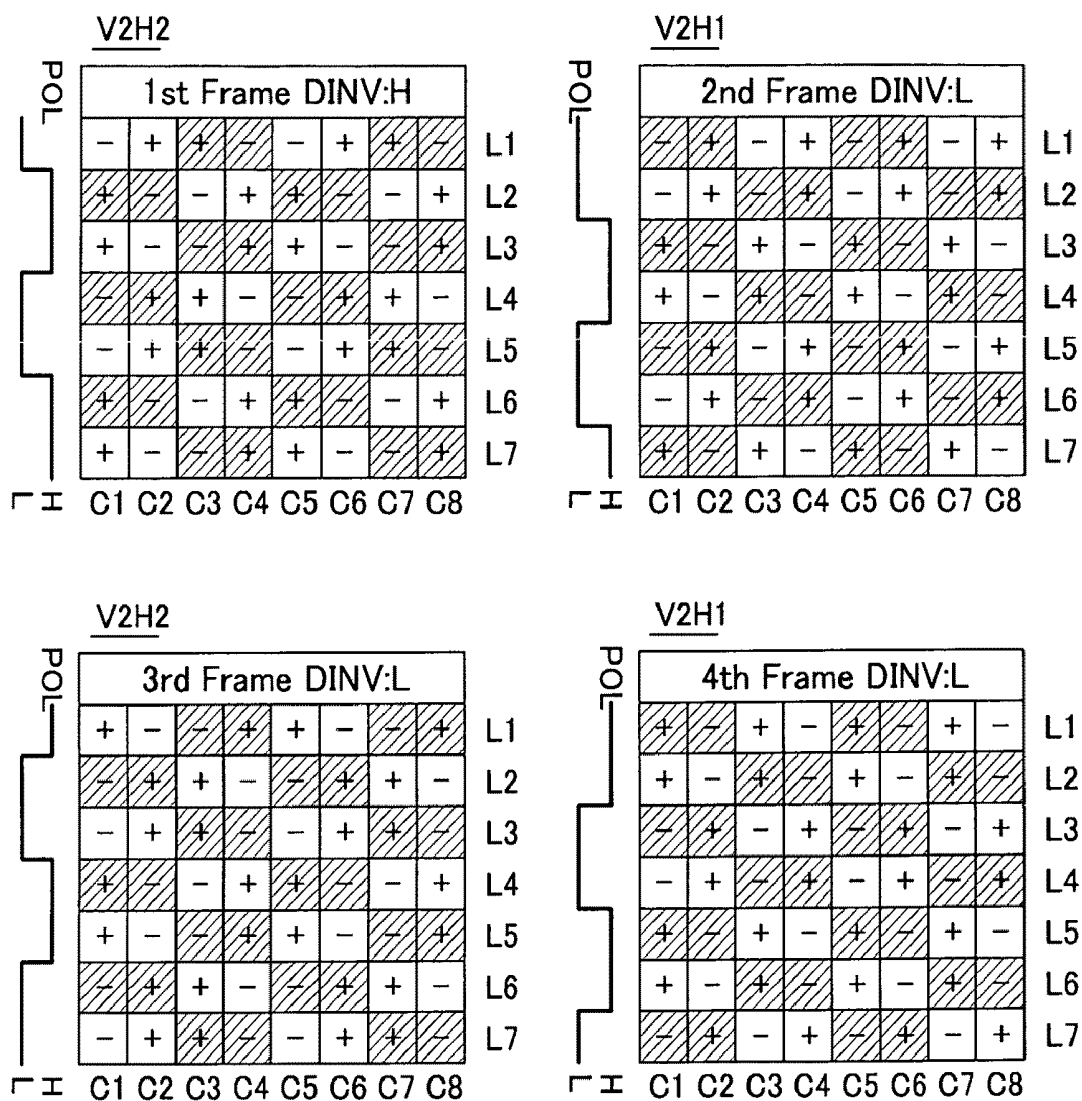 V2H2
POL
1st Frame DINV:H
- + + - - + + - L1
+ - - + + - - + L2
+ - - + + - - + L3
- + + - - + + - L4
- + + - - + + - L5
+ - - + + - - + L6
+ - - + + - - + L7
L H C1 C2 C3 C4 C5 C6 C7 C8
V2H1
POL
2nd Frame DINV:L
- + - + - + - + L1
- + - + - + - + L2
+ - + - + - + - L3
+ - + - + - + - L4
- + - + - + - + L5
- + - + - + - + L6
+ - + - + - + - L7
L H C1 C2 C3 C4 C5 C6 C7 C8
V2H2
POL
3rd Frame DINV:L
+ - - + + - - + L1
- + + - - + + - L2
- + + - - + + - L3
+ - - + + - - + L4
+ - - + + - - + L5
- + + - - + + - L6
- + + - - + + - L7
L H C1 C2 C3 C4 C5 C6 C7 C8
V2H1
POL
4th Frame DINV:L
+ - + - + - + - L1
+ - + - + - + - L2
- + - + - + - + L3
- + - + - + - + L4
+ - + - + - + - L5
+ - + - + - + - L6
- + - + - + - + L7
L H C1 C2 C3 C4 C5 C6 C7 C8